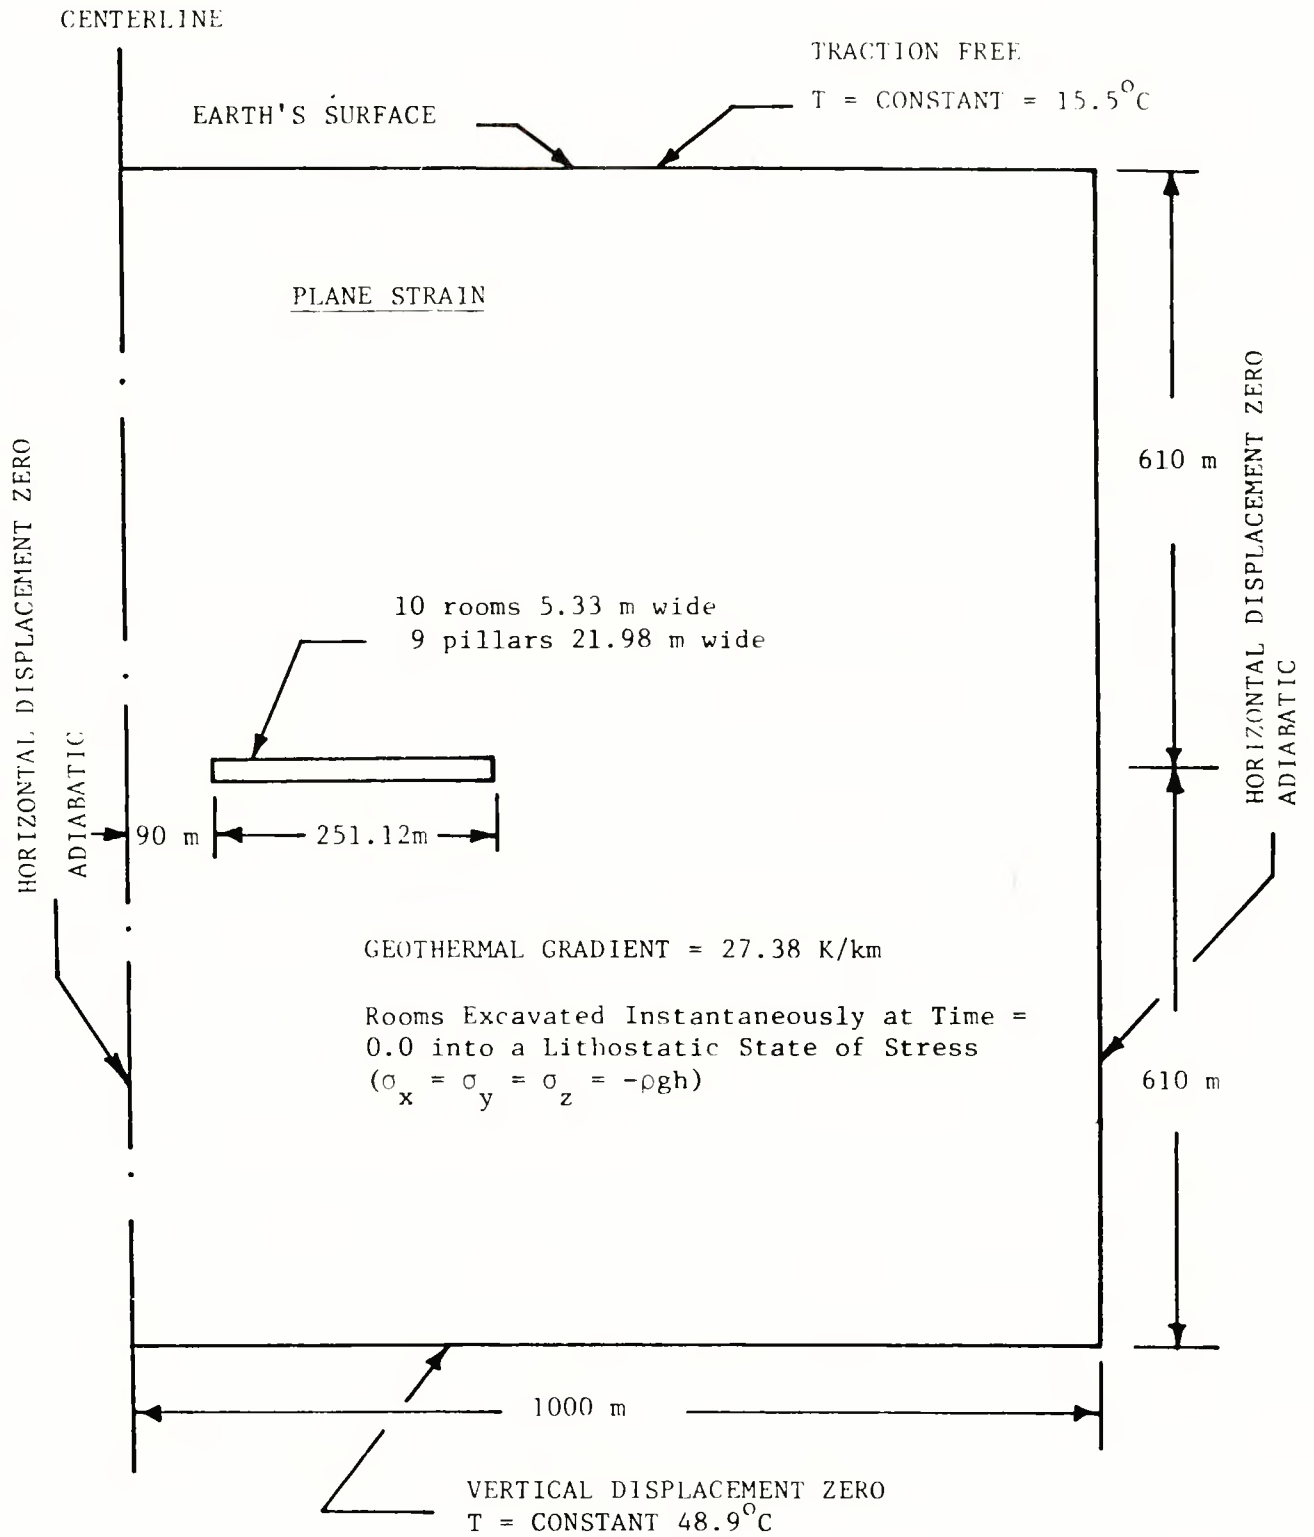 CENTERLINE
TRACTION FREE
T = CONSTANT = 15.5°C
EARTH'S SURFACE
PLANE STRAIN
610 m
HORIZONTAL DISPLACEMENT ZERO
ADIABATIC
HORIZONTAL DISPLACEMENT ZERO
ADIABATIC
10 rooms 5.33 m wide
9 pillars 21.98 m wide
90 m
251.12m
GEOTHERMAL GRADIENT = 27.38 K/km
Rooms Excavated Instantaneously at Time =
0.0 into a Lithostatic State of Stress
(σx = σy = σz = -ρgh)
610 m
1000 m
VERTICAL DISPLACEMENT ZERO
T = CONSTANT 48.9°C